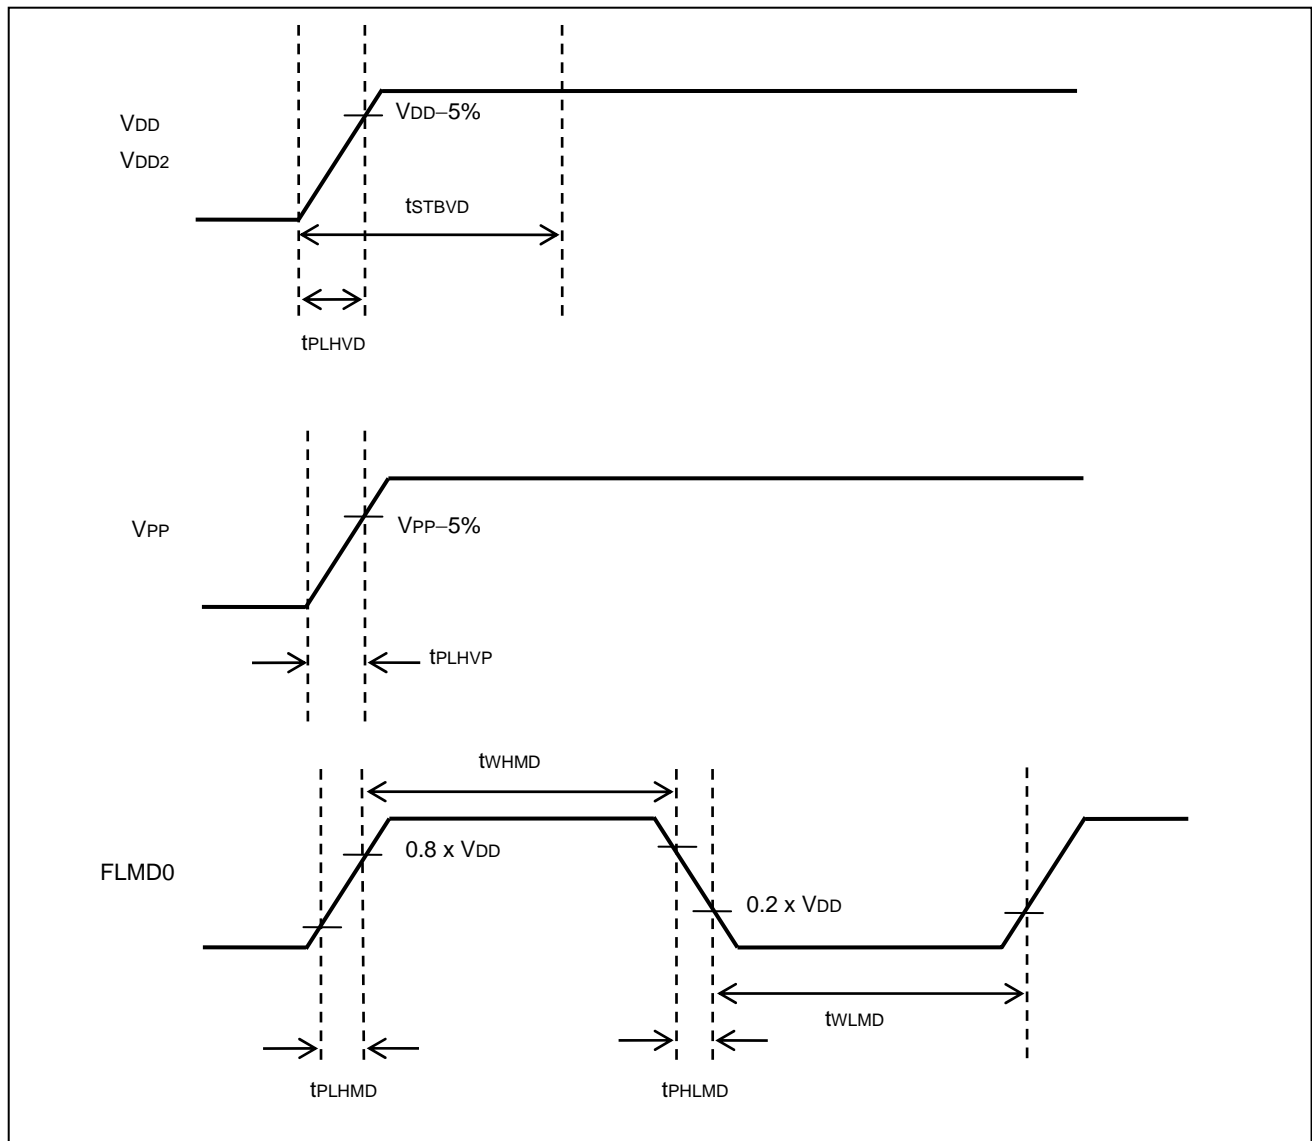 VDD–5%
VDD
VDD2
tSTBVD
tPLHVD
VPP–5%
VPP
tPLHVP
tWHMD
0.8 x VDD
FLMD0
0.2 x VDD
tWLMD
tPLHMD
tPHLMD